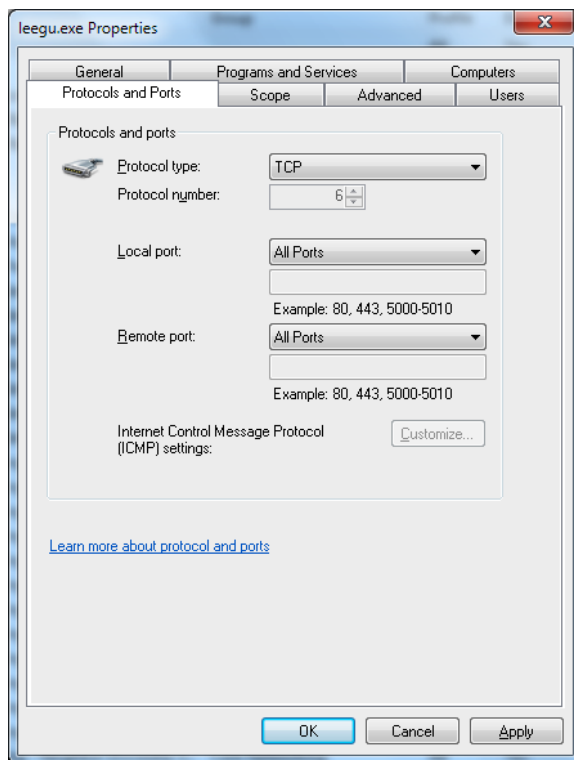 leegu.exe Properties
General Programs and Services Computers
Protocols and Ports Scope Advanced Users
Protocols and ports
Protocol type: TCP
Protocol number: 6
Local port: All Ports
Example: 80, 443, 5000-5010
Remote port: All Ports
Example: 80, 443, 5000-5010
Internet Control Message Protocol
(ICMP) settings:
Customize...
Learn more about protocol and ports
OK Cancel Apply